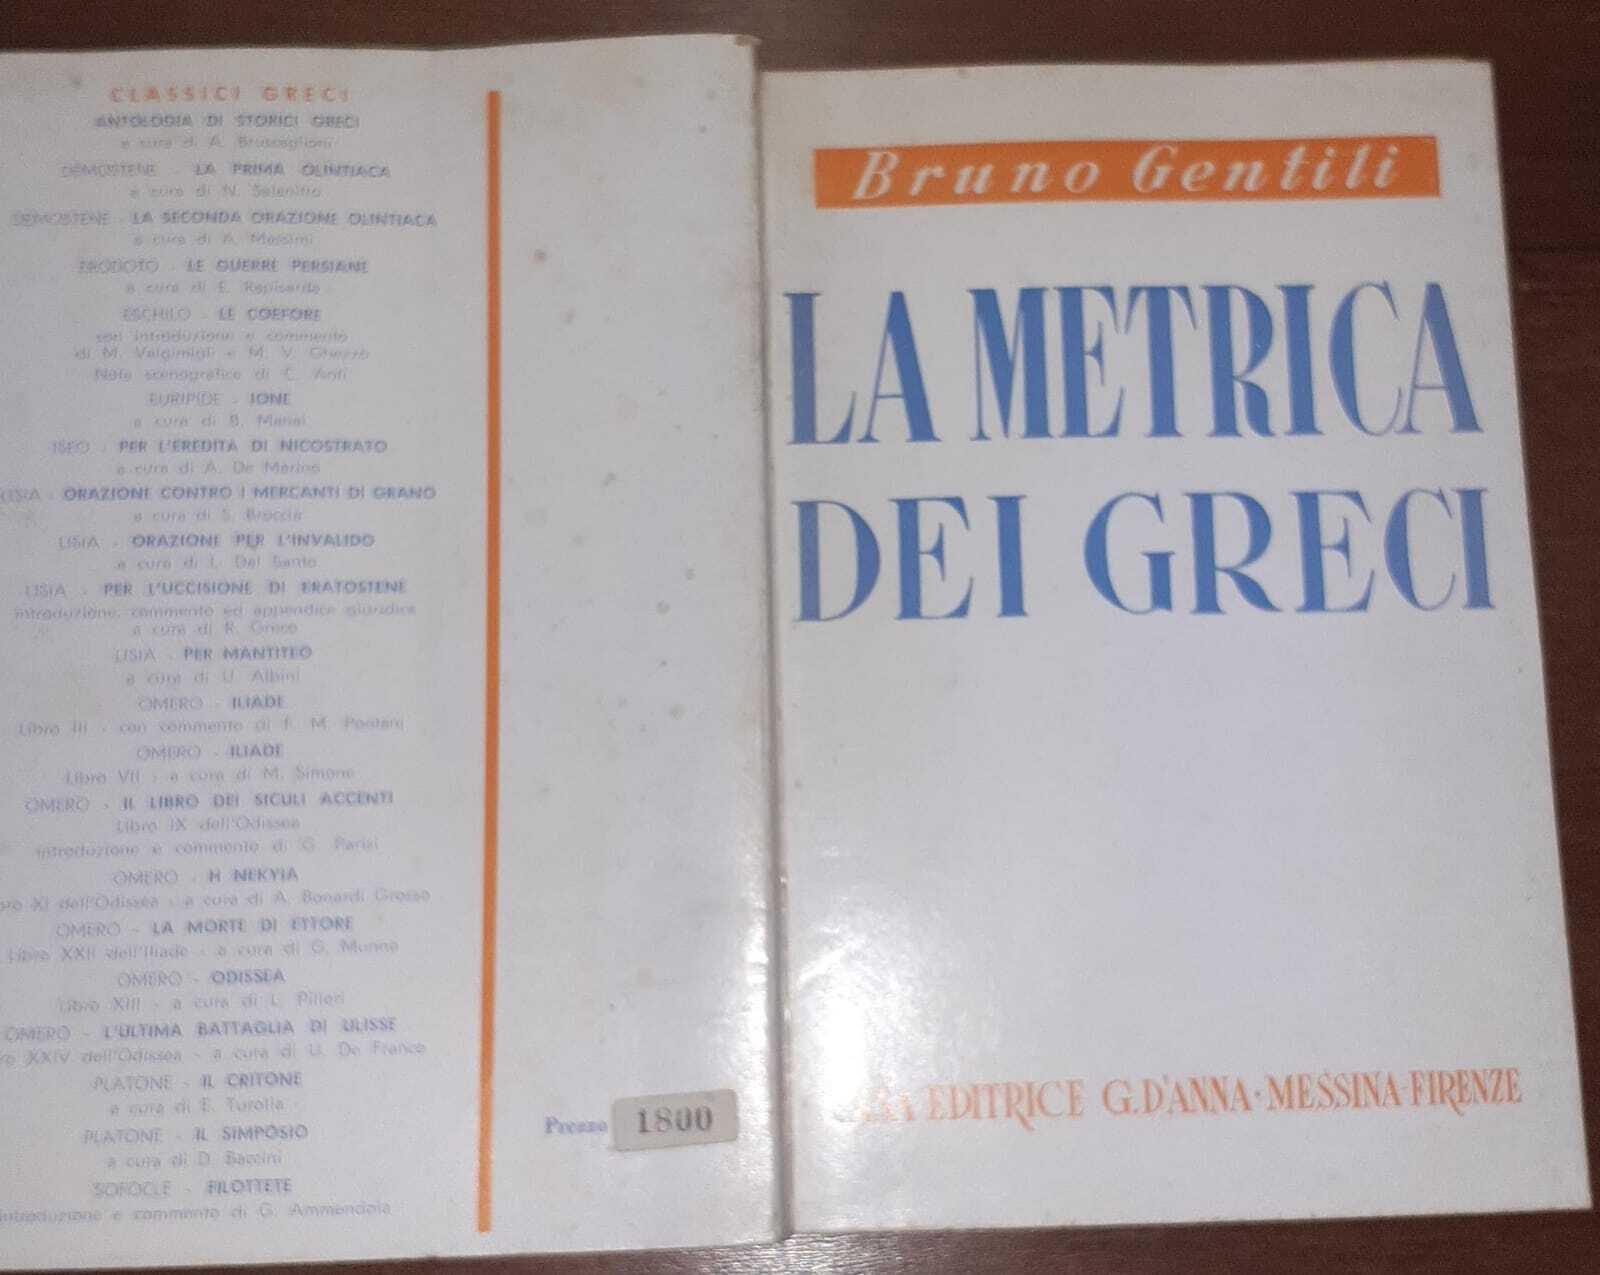 CLASSICI GRECI
ANTOLOGIA DI STORICI GRECI
a cura di A. Bruscaglioni
DEMOSTENE - LA PRIMA OLINTIACA
a cura di N. Salanitro
DEMOSTENE - LA SECONDA ORAZIONE OLINTIACA
a cura di A. Massimi
ERODOTO - LE GUERRE PERSIANE
a cura di E. Rapisarda
ESCHILO - LE COEFORE
con introduzione e commento
di M. Valgimigli e M. V. Ghezzo
Nota scenografica di C. Anti
EURIPIDE - IONE
a cura di B.
ISEO - PER L'EREDITÀ DI NICOSTRATO
a cura di A. De Marino
LISIA - ORAZIONE CONTRO I MERCANTI DI GRANO
a cura di S. Broccia
LISIA - ORAZIONE PER L'INVALIDO
a cura di L. Del Santo
LISIA - PER L'UCCISIONE DI ERATOSTENE
introduzione, commento ed appendice giuridica
a cura di R. Greco
LISIA - PER MANTITEO
a cura di U. Albini
OMERO - ILIADE
Libro III - con commento di F. M. Pontani
OMERO - ILIADE
Libro VII - a cura di M. Simone
OMERO - IL LIBRO DEI SICULI ACCENTI
Libro IX dell'Odissea
introduzione e commento di G. Parisi
OMERO - H NEKYIA
bro XI dell'Odissea - a cura di A. Bonardi Grosso
OMERO - LA MORTE DI ETTORE
Libro XXII dell'Iliade - a cura di G. Munno
OMERO - ODISSEA
Libro XIII - a cura di L. Pilleri
OMERO - L'ULTIMA BATTAGLIA DI ULISSE
ro XXIV dell'Odissea - a cura di U. De Franco
PLATONE - IL CRITONE
a cura di E. Turolla
PLATONE - IL SIMPOSIO
a cura di D. Baccini
SOFOCLE - FILOTTETE
introduzione e commento di G. Ammendola
Prezzo 1800
Bruno Gentili
LA METRICA
DEI GRECI
CASA EDITRICE G. D'ANNA · MESSINA-FIRENZE